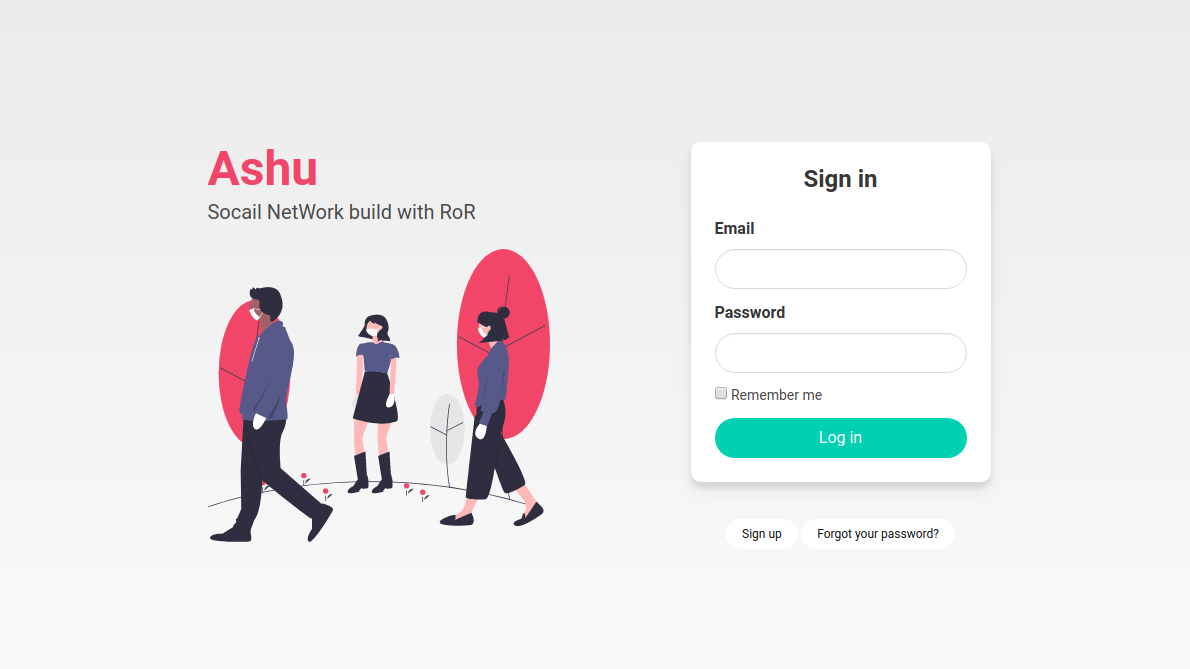 Ashu
Socail NetWork build with RoR
Sign in
Email
Password
Remember me
Log in
Sign up
Forgot your password?